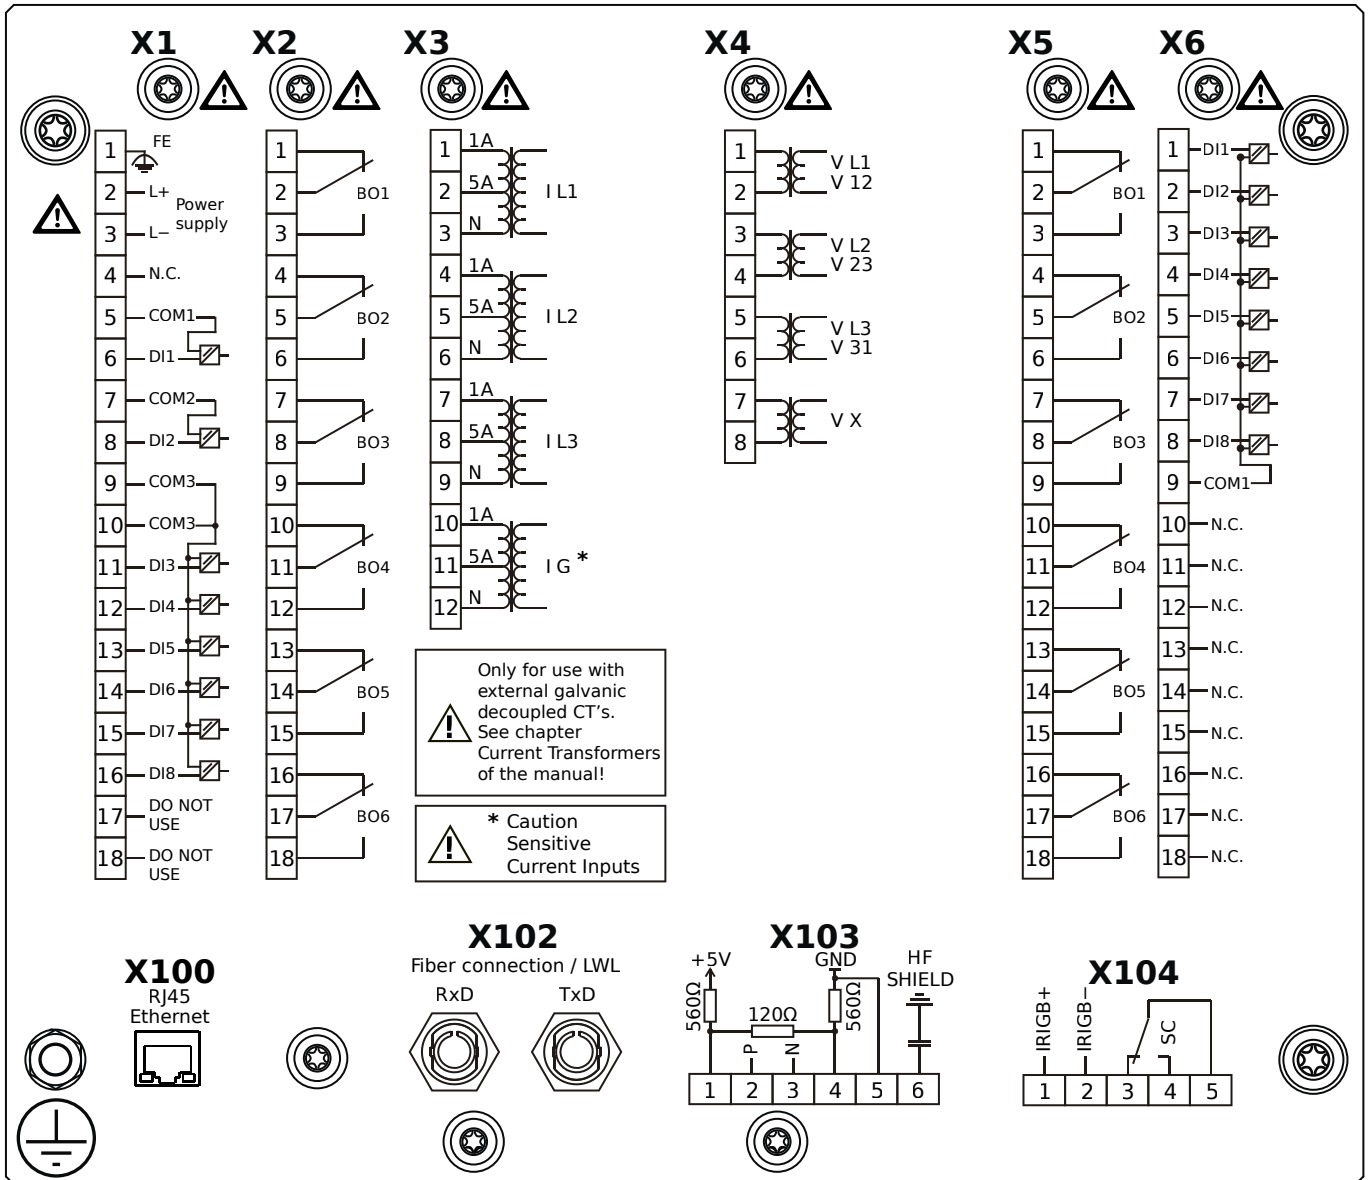 X1
X2
X3
X4
X5
X6
1 FE
2 L+
Power
supply
3 L−
4 N.C.
5 COM1
6 DI1
7 COM2
8 DI2
9 COM3
10 COM3
11 DI3
12 DI4
13 DI5
14 DI6
15 DI7
16 DI8
17 DO NOT
USE
18 DO NOT
USE
1
2 BO1
3
4
5 BO2
6
7
8 BO3
9
10
11 BO4
12
13
14 BO5
15
16
17 BO6
18
1 1A
2 5A I L1
3 N
4 1A
5 5A I L2
6 N
7 1A
8 5A I L3
9 N
10 1A
11 5A I G *
12 N
Only for use with
external galvanic
decoupled CT's.
See chapter
Current Transformers
of the manual!
* Caution
Sensitive
Current Inputs
1 V L1
2 V 12
3 V L2
4 V 23
5 V L3
6 V 31
7 V X
8
1
2 BO1
3
4
5 BO2
6
7
8 BO3
9
10
11 BO4
12
13
14 BO5
15
16
17 BO6
18
1 DI1
2 DI2
3 DI3
4 DI4
5 DI5
6 DI6
7 DI7
8 DI8
9 COM1
10 N.C.
11 N.C.
12 N.C.
13 N.C.
14 N.C.
15 N.C.
16 N.C.
17 N.C.
18 N.C.
X100
RJ45
Ethernet
X102
Fiber connection / LWL
RxD TxD
X103
+5V GND HF
SHIELD
560Ω 120Ω 560Ω
P N
1 2 3 4 5 6
X104
IRIGB+ IRIGB− SC
1 2 3 4 5